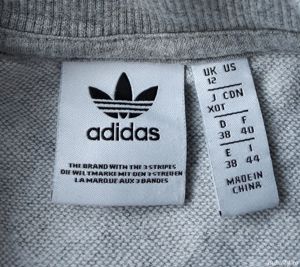 adidas
THE BRAND WITH THE 3 STRIPES
DIE WELTMARKE MIT DEN 3 STREIFEN
LA MARQUE AUX 3 BANDES
UK US
12
J CDN
XOT
D F
38 40
E I
38 44
MADE IN
CHINA